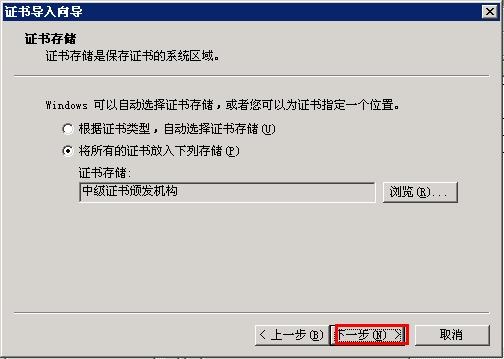 证书导入向导
证书存储
证书存储是保存证书的系统区域。
Windows 可以自动选择证书存储，或者您可以为证书指定一个位置。
根据证书类型，自动选择证书存储(U)
将所有的证书放入下列存储(P)
证书存储:
中级证书颁发机构
浏览(R)...
< 上一步(B)
下一步(N) >
取消